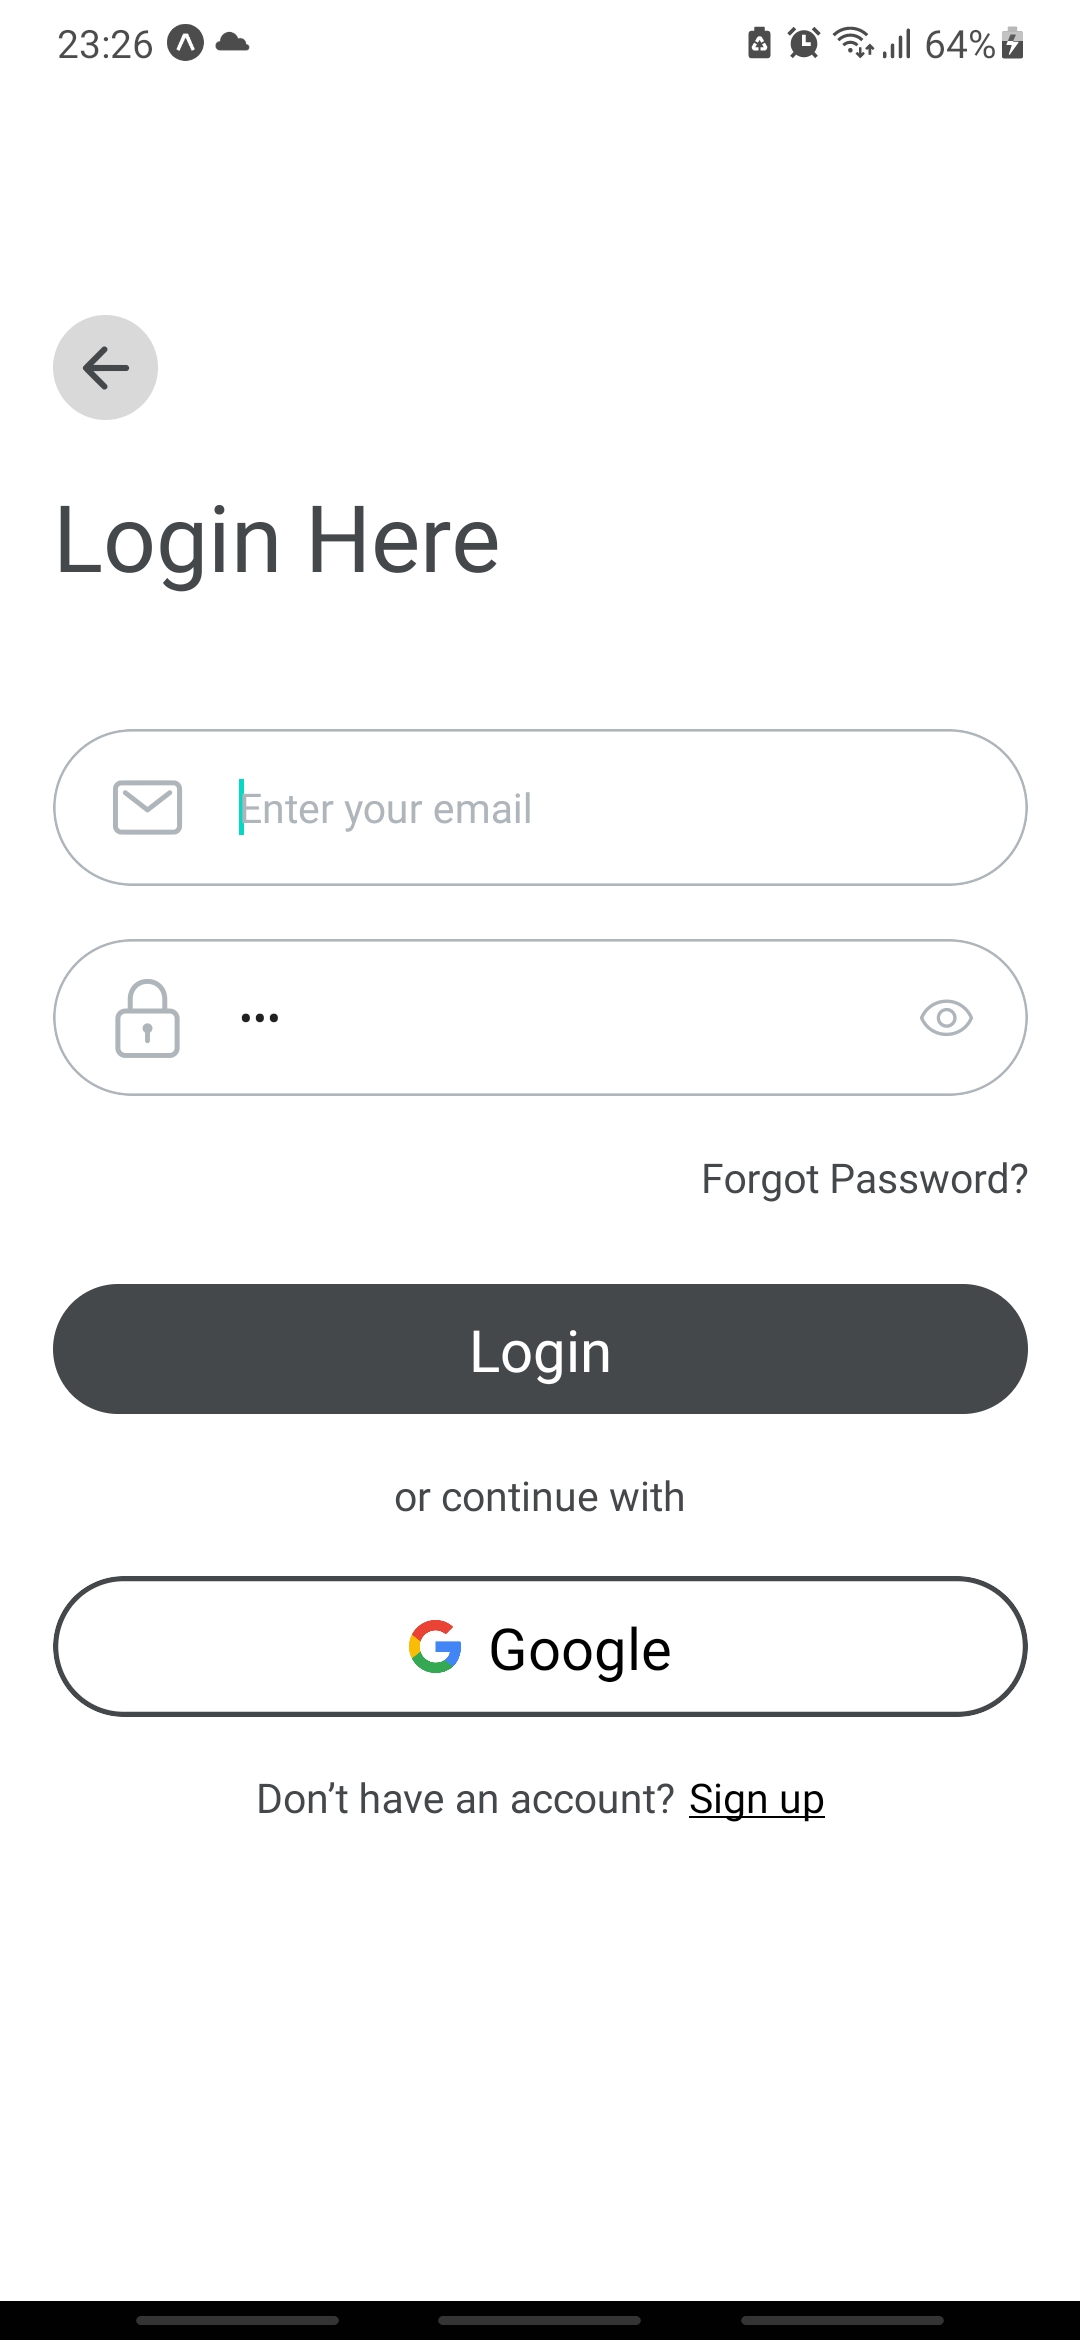 23:26 64%
Login Here
Enter your email
•••
Forgot Password?
Login
or continue with
Google
Don’t have an account? Sign up